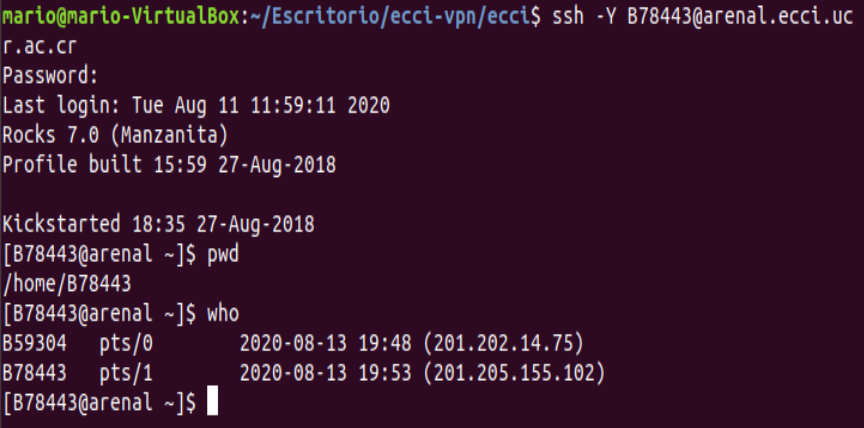 mario@mario-VirtualBox:~/Escritorio/ecci-vpn/ecci$ ssh -Y B78443@arenal.ecci.uc
r.ac.cr
Password:
Last login: Tue Aug 11 11:59:11 2020
Rocks 7.0 (Manzanita)
Profile built 15:59 27-Aug-2018

Kickstarted 18:35 27-Aug-2018
[B78443@arenal ~]$ pwd
/home/B78443
[B78443@arenal ~]$ who
B59304   pts/0        2020-08-13 19:48 (201.202.14.75)
B78443   pts/1        2020-08-13 19:53 (201.205.155.102)
[B78443@arenal ~]$